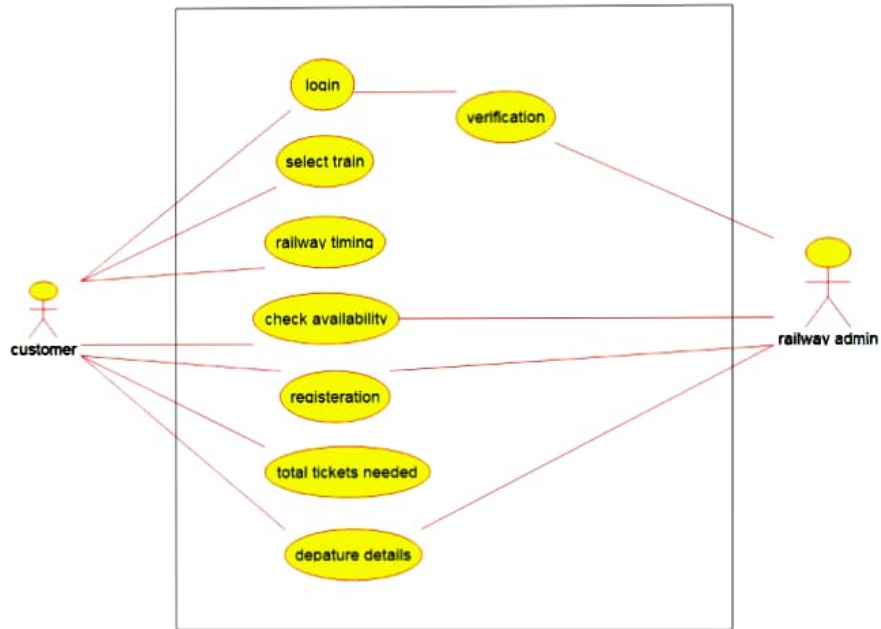 login
verification
select train
railway timing
check availability
customer
railway admin
registeration
total tickets needed
depature details